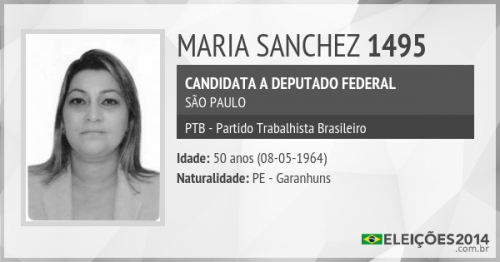 MARIA SANCHEZ 1495
CANDIDATA A DEPUTADO FEDERAL
SÃO PAULO
PTB - Partido Trabalhista Brasileiro
Idade: 50 anos (08-05-1964)
Naturalidade: PE - Garanhuns
ELEIÇÕES2014
.com.br